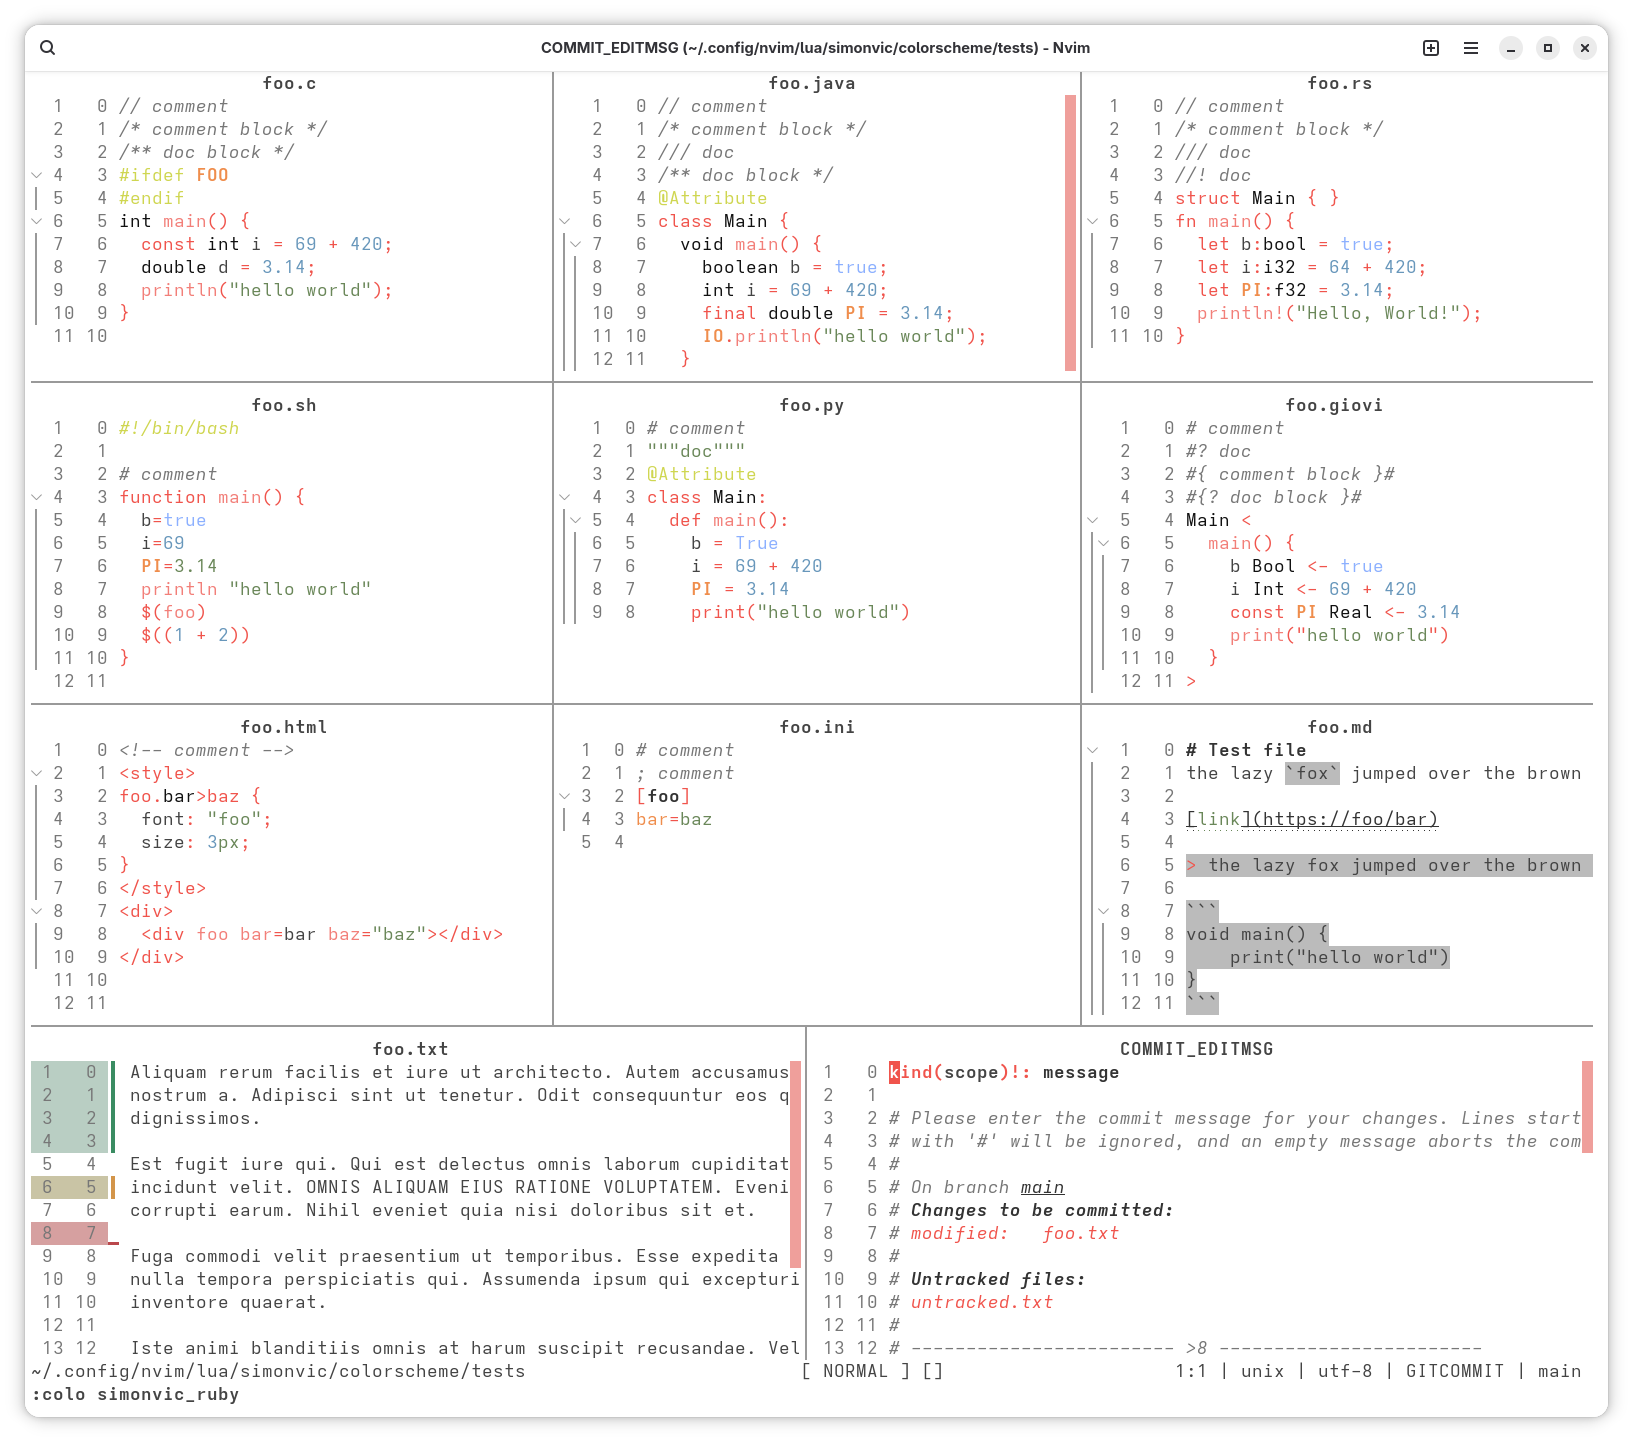 COMMIT_EDITMSG (~/.config/nvim/lua/simonvic/colorscheme/tests) - Nvim
foo.c
1 0 // comment
2 1 /* comment block */
3 2 /** doc block */
4 3 #ifdef FOO
5 4 #endif
6 5 int main() {
7 6 const int i = 69 + 420;
8 7 double d = 3.14;
9 8 println("hello world");
10 9 }
11 10
foo.java
1 0 // comment
2 1 /* comment block */
3 2 /// doc
4 3 /** doc block */
5 4 @Attribute
6 5 class Main {
7 6 void main() {
8 7 boolean b = true;
9 8 int i = 69 + 420;
10 9 final double PI = 3.14;
11 10 IO.println("hello world");
12 11 }
foo.rs
1 0 // comment
2 1 /* comment block */
3 2 /// doc
4 3 //! doc
5 4 struct Main { }
6 5 fn main() {
7 6 let b:bool = true;
8 7 let i:i32 = 64 + 420;
9 8 let PI:f32 = 3.14;
10 9 println!("Hello, World!");
11 10 }
foo.sh
1 0 #!/bin/bash
2 1
3 2 # comment
4 3 function main() {
5 4 b=true
6 5 i=69
7 6 PI=3.14
8 7 println "hello world"
9 8 $(foo)
10 9 $((1 + 2))
11 10 }
12 11
foo.py
1 0 # comment
2 1 """doc"""
3 2 @Attribute
4 3 class Main:
5 4 def main():
6 5 b = True
7 6 i = 69 + 420
8 7 PI = 3.14
9 8 print("hello world")
foo.giovi
1 0 # comment
2 1 #? doc
3 2 #{ comment block }#
4 3 #{? doc block }#
5 4 Main <
6 5 main() {
7 6 b Bool <- true
8 7 i Int <- 69 + 420
9 8 const PI Real <- 3.14
10 9 print("hello world")
11 10 }
12 11 >
foo.html
1 0 <!-- comment -->
2 1 <style>
3 2 foo.bar>baz {
4 3 font: "foo";
5 4 size: 3px;
6 5 }
7 6 </style>
8 7 <div>
9 8 <div foo bar=bar baz="baz"></div>
10 9 </div>
11 10
12 11
foo.ini
1 0 # comment
2 1 ; comment
3 2 [foo]
4 3 bar=baz
5 4
foo.md
1 0 # Test file
2 1 the lazy `fox` jumped over the brown
3 2
4 3 [link](https://foo/bar)
5 4
6 5 > the lazy fox jumped over the brown
7 6
8 7 ```
9 8 void main() {
10 9 print("hello world")
11 10 }
12 11 ```
foo.txt
1 0 Aliquam rerum facilis et iure ut architecto. Autem accusamus
2 1 nostrum a. Adipisci sint ut tenetur. Odit consequuntur eos q
3 2 dignissimos.
4 3
5 4 Est fugit iure qui. Qui est delectus omnis laborum cupiditat
6 5 incidunt velit. OMNIS ALIQUAM EIUS RATIONE VOLUPTATEM. Eveni
7 6 corrupti earum. Nihil eveniet quia nisi doloribus sit et.
8 7
9 8 Fuga commodi velit praesentium ut temporibus. Esse expedita
10 9 nulla tempora perspiciatis qui. Assumenda ipsum qui excepturi
11 10 inventore quaerat.
12 11
13 12 Iste animi blanditiis omnis at harum suscipit recusandae. Vel
COMMIT_EDITMSG
1 0 kind(scope)!: message
2 1
3 2 # Please enter the commit message for your changes. Lines start
4 3 # with '#' will be ignored, and an empty message aborts the com
5 4 #
6 5 # On branch main
7 6 # Changes to be committed:
8 7 # modified: foo.txt
9 8 #
10 9 # Untracked files:
11 10 # untracked.txt
12 11 #
13 12 # ------------------------ >8 ------------------------
~/.config/nvim/lua/simonvic/colorscheme/tests [ NORMAL ] [] 1:1 | unix | utf-8 | GITCOMMIT | main
:colo simonvic_ruby